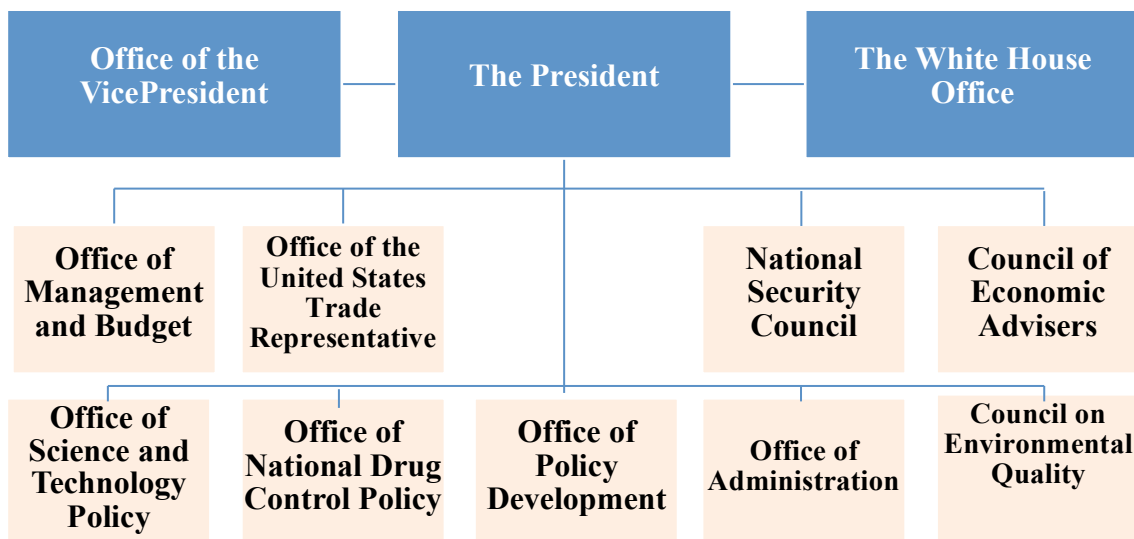 Office of the
VicePresident
The President
The White House
Office
Office of
Management
and Budget
Office of the
United States
Trade
Representative
National
Security
Council
Council of
Economic
Advisers
Office of
Science and
Technology
Policy
Office of
National Drug
Control Policy
Office of
Policy
Development
Office of
Administration
Council on
Environmental
Quality